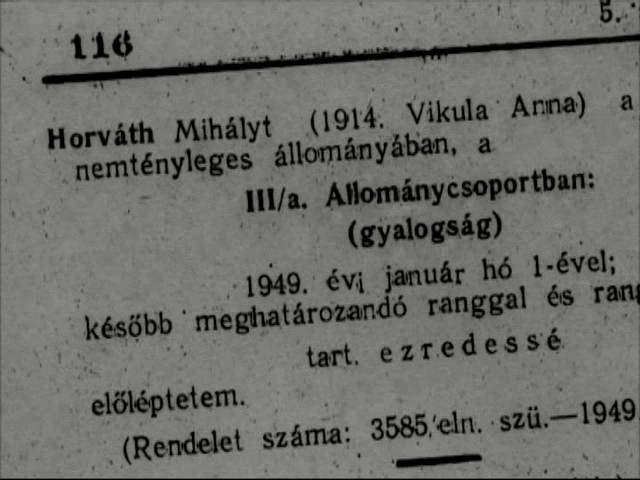 116
5.
Horváth Mihályt (1914. Vikula Anna) a
nemtényleges állományában, a
III/a. Állománycsoportban:
(gyalogság)
1949. évi január hó 1-ével;
később meghatározandó ranggal és
tart. ezredessé
előléptetem.
(Rendelet száma: 3585./eln. szü.—1949